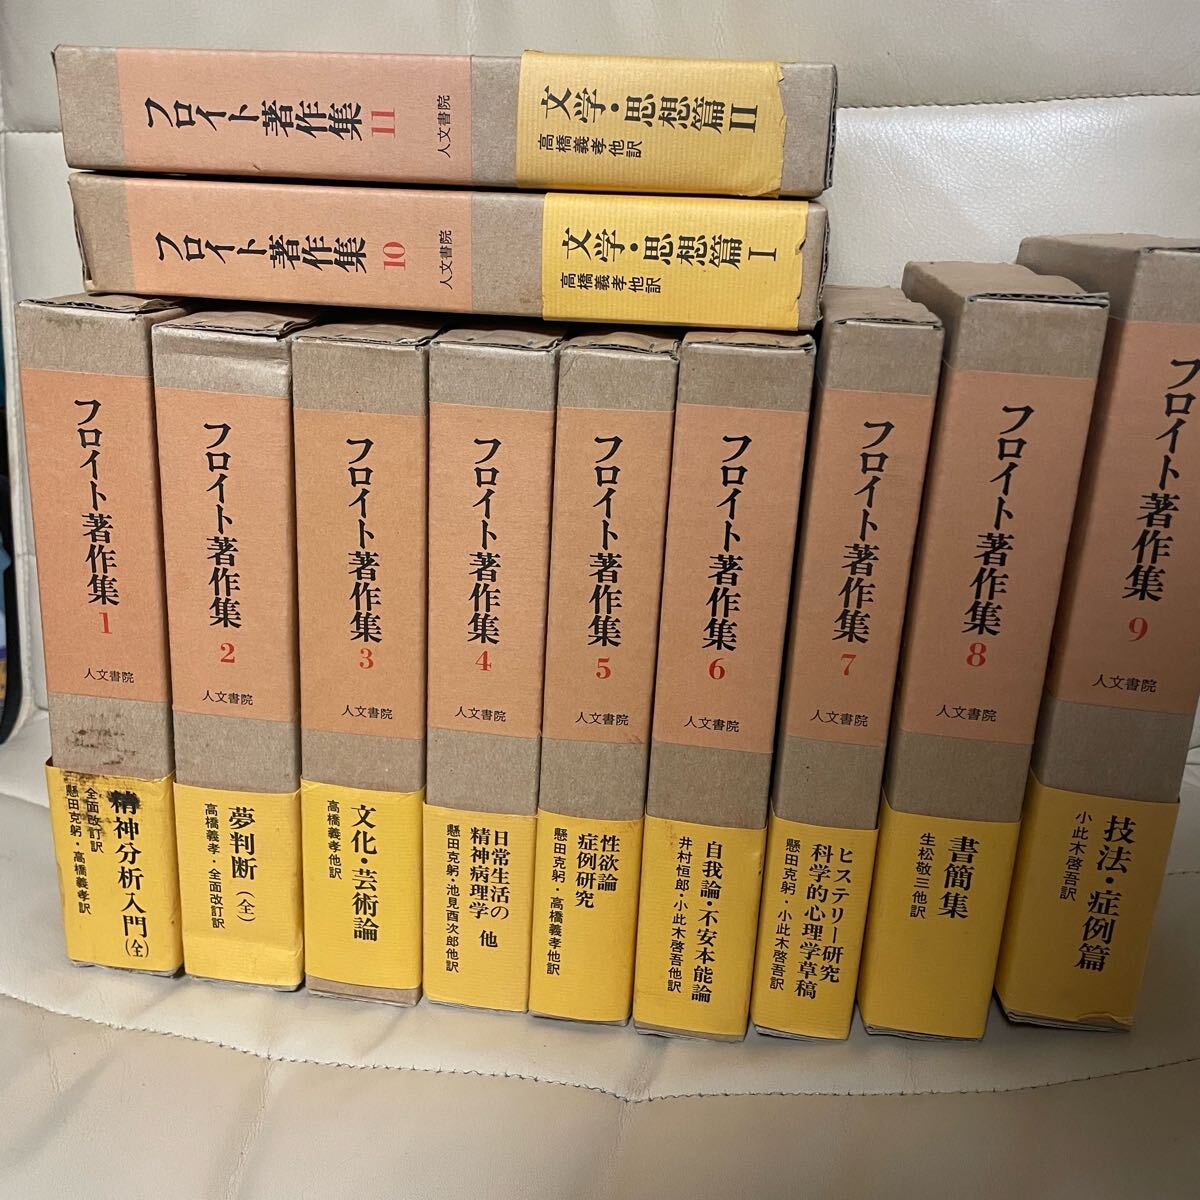 フロイト著作集
11
人文書院
文学・思想篇II
高橋義孝他訳
フロイト著作集
10
人文書院
文学・思想篇I
高橋義孝他訳
フロイト著作集
1
人文書院
精神分析入門(全)
全面改訂訳
懸田克躬・高橋義孝訳
フロイト著作集
2
人文書院
夢判断(全)
高橋義孝・全面改訂訳
フロイト著作集
3
人文書院
文化・芸術論
高橋義孝他訳
フロイト著作集
4
人文書院
日常生活の
精神病理学 他
懸田克躬・池見酉次郎他訳
フロイト著作集
5
人文書院
性欲論
症例研究
懸田克躬・高橋義孝他訳
フロイト著作集
6
人文書院
自我論・不安本能論
井村恒郎・小此木啓吾他訳
フロイト著作集
7
人文書院
ヒステリー研究
科学的心理学草稿
懸田克躬・小此木啓吾訳
フロイト著作集
8
人文書院
書簡集
生松敬三他訳
フロイト著作集
9
人文書院
技法・症例篇
小此木啓吾訳